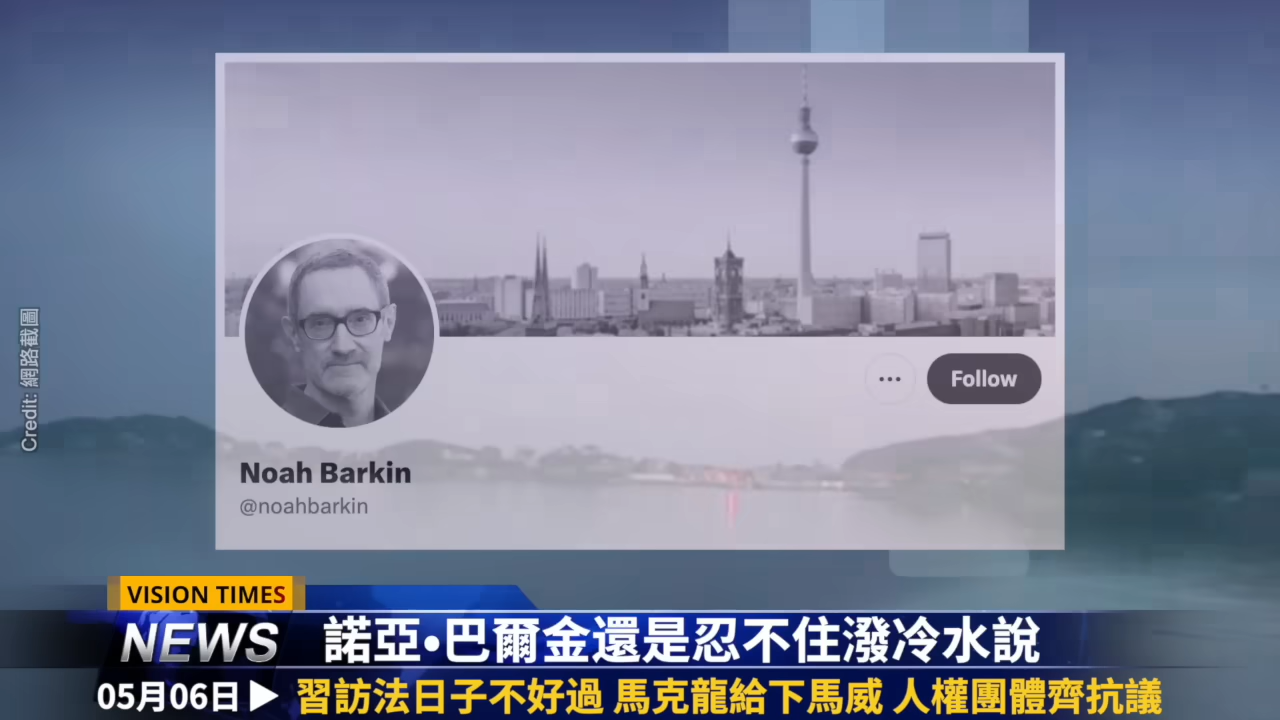 Credit: 網路截圖
Follow
Noah Barkin
@noahbarkin
VISION TIMES
NEWS
諾亞•巴爾金還是忍不住潑冷水說
05月06日▶ 習訪法日子不好過 馬克龍給下馬威 人權團體齊抗議